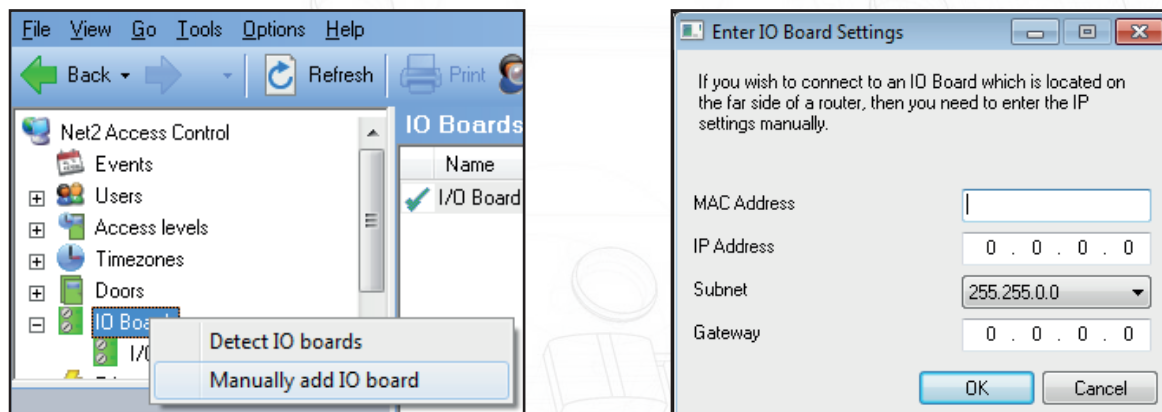 File View Go Tools Options Help
Back Refresh Print
Net2 Access Control
Events
Users
Access levels
Timezones
Doors
IO
Detect IO boards
Manually add IO board
IO Boards
Name
I/O Board
Enter IO Board Settings
If you wish to connect to an IO Board which is located on
the far side of a router, then you need to enter the IP
settings manually.
MAC Address
IP Address 0 . 0 . 0 . 0
Subnet 255.255.0.0
Gateway 0 . 0 . 0 . 0
OK Cancel